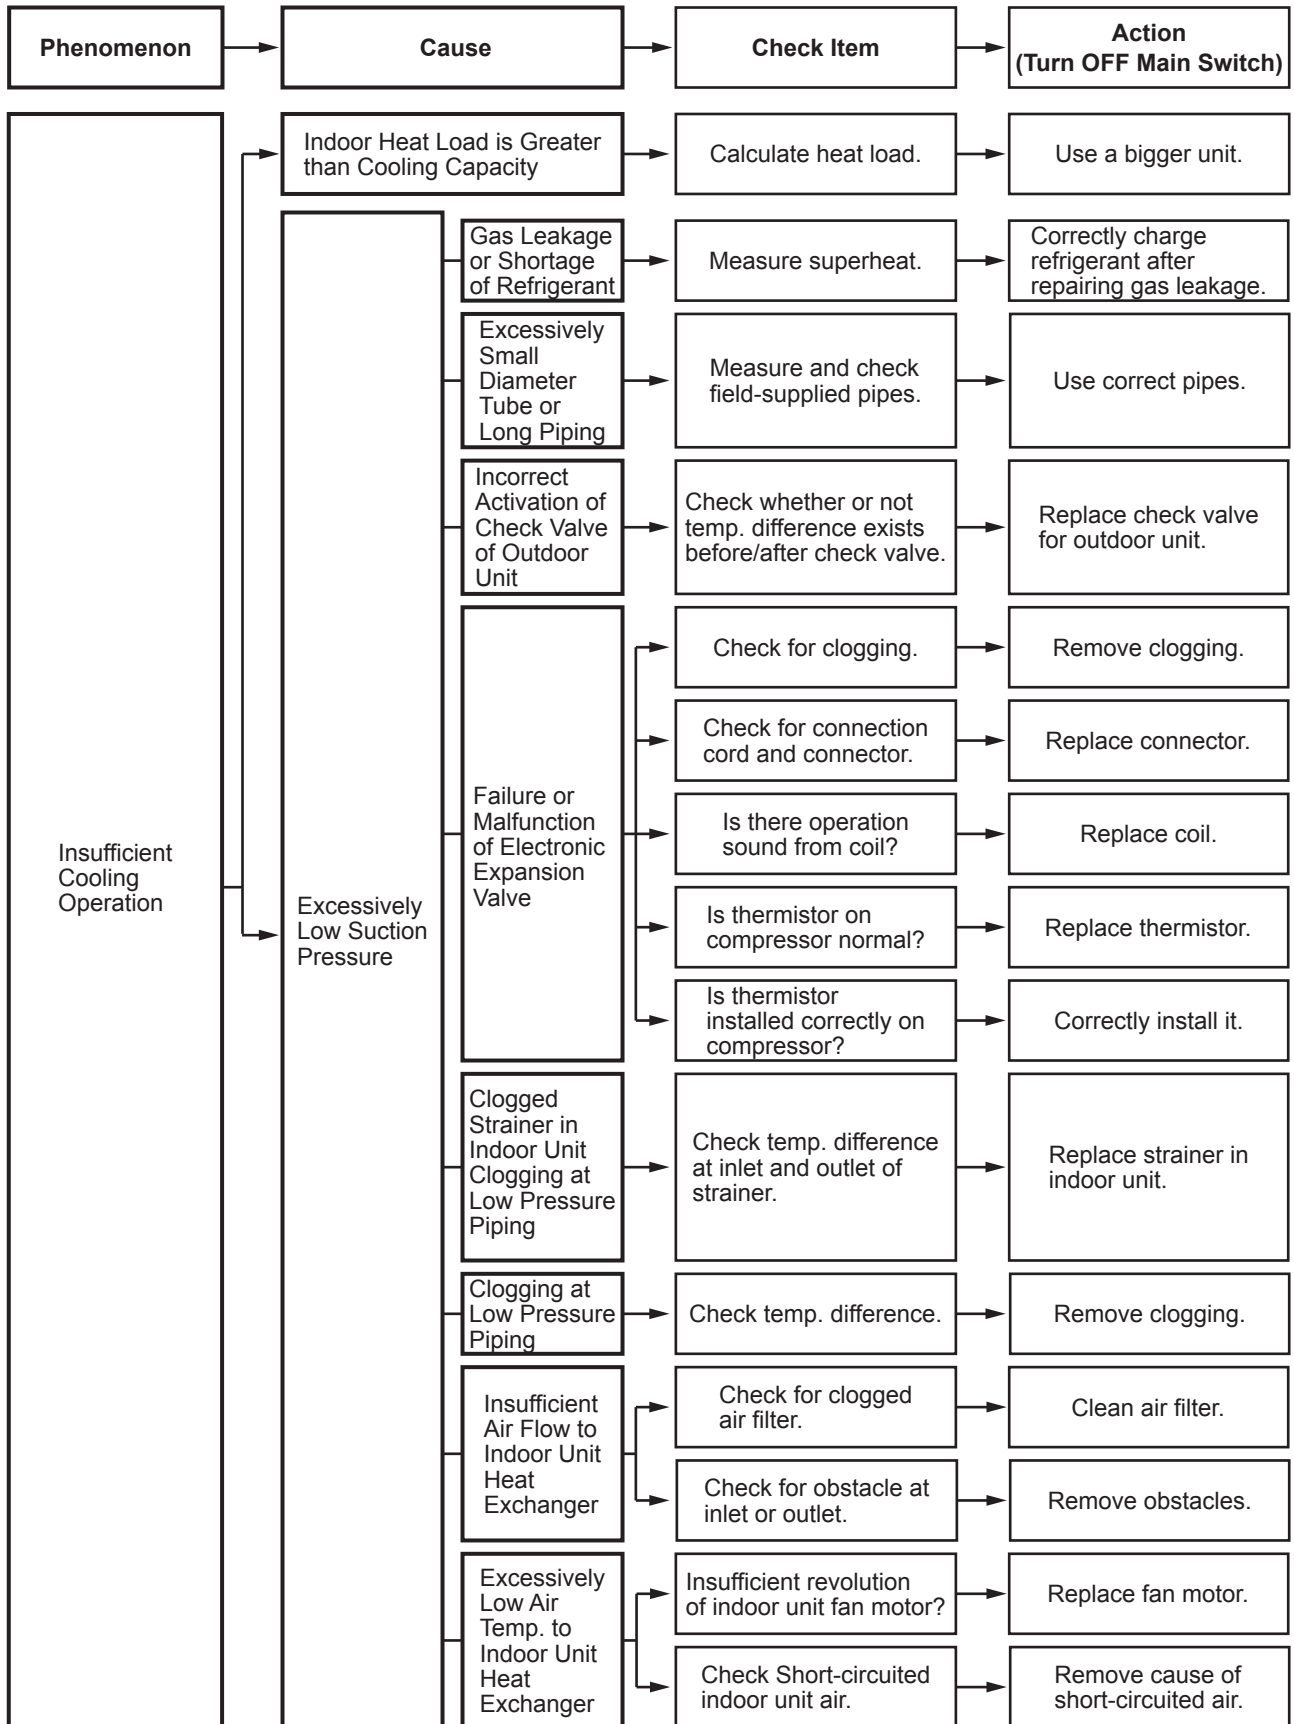 Phenomenon
Cause
Check Item
Action
(Turn OFF Main Switch)
Insufficient
Cooling
Operation
Indoor Heat Load is Greater
than Cooling Capacity
Calculate heat load.
Use a bigger unit.
Excessively
Low Suction
Pressure
Gas Leakage
or Shortage
of Refrigerant
Measure superheat.
Correctly charge
refrigerant after
repairing gas leakage.
Excessively
Small
Diameter
Tube or
Long Piping
Measure and check
field-supplied pipes.
Use correct pipes.
Incorrect
Activation of
Check Valve
of Outdoor
Unit
Check whether or not
temp. difference exists
before/after check valve.
Replace check valve
for outdoor unit.
Failure or
Malfunction
of Electronic
Expansion
Valve
Check for clogging.
Remove clogging.
Check for connection
cord and connector.
Replace connector.
Is there operation
sound from coil?
Replace coil.
Is thermistor on
compressor normal?
Replace thermistor.
Is thermistor
installed correctly on
compressor?
Correctly install it.
Clogged
Strainer in
Indoor Unit
Clogging at
Low Pressure
Piping
Check temp. difference
at inlet and outlet of
strainer.
Replace strainer in
indoor unit.
Clogging at
Low Pressure
Piping
Check temp. difference.
Remove clogging.
Insufficient
Air Flow to
Indoor Unit
Heat
Exchanger
Check for clogged
air filter.
Clean air filter.
Check for obstacle at
inlet or outlet.
Remove obstacles.
Excessively
Low Air
Temp. to
Indoor Unit
Heat
Exchanger
Insufficient revolution
of indoor unit fan motor?
Replace fan motor.
Check Short-circuited
indoor unit air.
Remove cause of
short-circuited air.